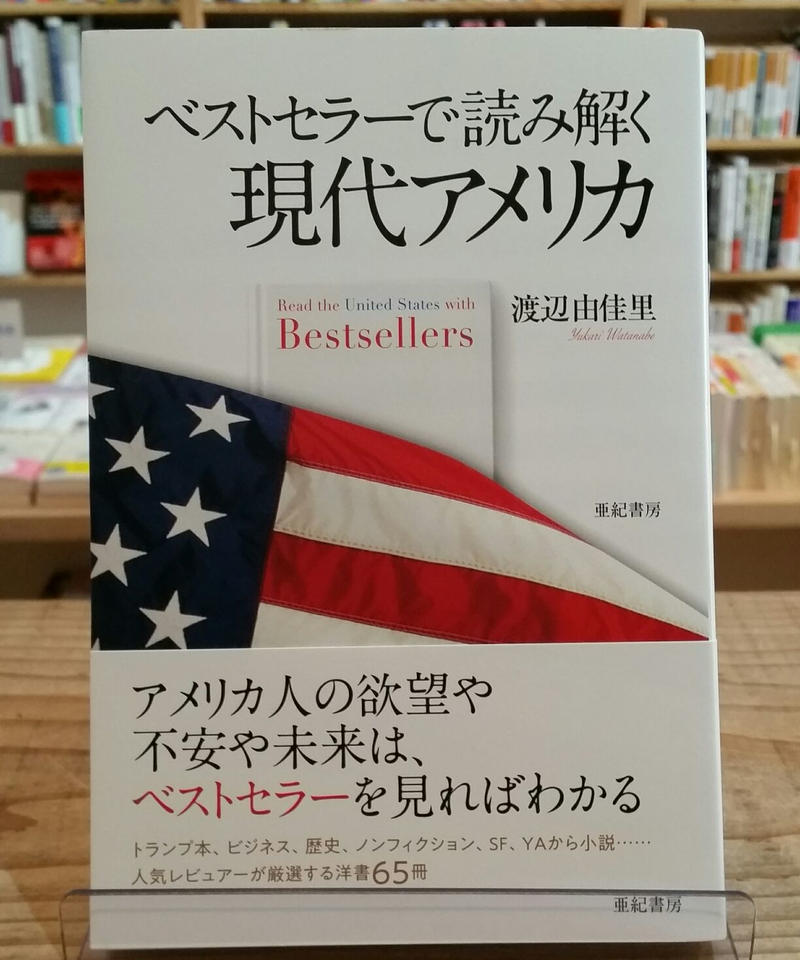 ベストセラーで読み解く
現代アメリカ
Read the United States with
Bestsellers
渡辺由佳里
Yukari Watanabe
亜紀書房
アメリカ人の欲望や
不安や未来は、
ベストセラーを見ればわかる
トランプ本、ビジネス、歴史、ノンフィクション、SF、YAから小説……
人気レビュアーが厳選する洋書65冊
亜紀書房